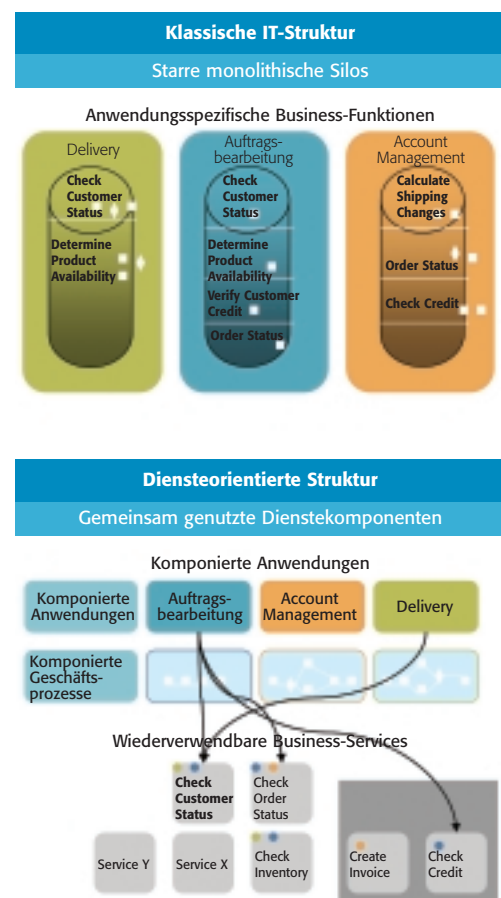 Klassische IT-Struktur
Starre monolithische Silos
Anwendungsspezifische Business-Funktionen
Delivery
Check
Customer
Status
Determine
Product
Availability
Auftrags-
bearbeitung
Check
Customer
Status
Determine
Product
Availability
Verify Customer
Credit
Order Status
Account
Management
Calculate
Shipping
Changes
Order Status
Check Credit
Diensteorientierte Struktur
Gemeinsam genutzte Dienstekomponenten
Komponierte Anwendungen
Komponierte
Anwendungen
Auftrags-
bearbeitung
Account
Management
Delivery
Komponierte
Geschäfts-
prozesse
Wiederverwendbare Business-Services
Check
Customer
Status
Check
Order
Status
Service Y
Service X
Check
Inventory
Create
Invoice
Check
Credit